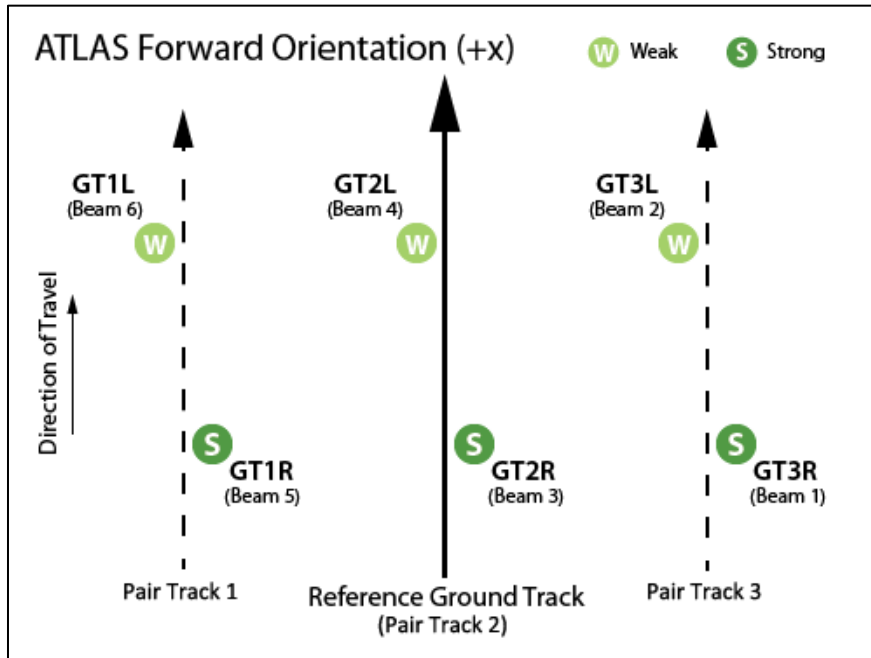 ATLAS Forward Orientation (+x)
W Weak
S Strong
GT1L
(Beam 6)
W
GT2L
(Beam 4)
W
GT3L
(Beam 2)
W
Direction of Travel
S
GT1R
(Beam 5)
S
GT2R
(Beam 3)
S
GT3R
(Beam 1)
Pair Track 1
Reference Ground Track
(Pair Track 2)
Pair Track 3